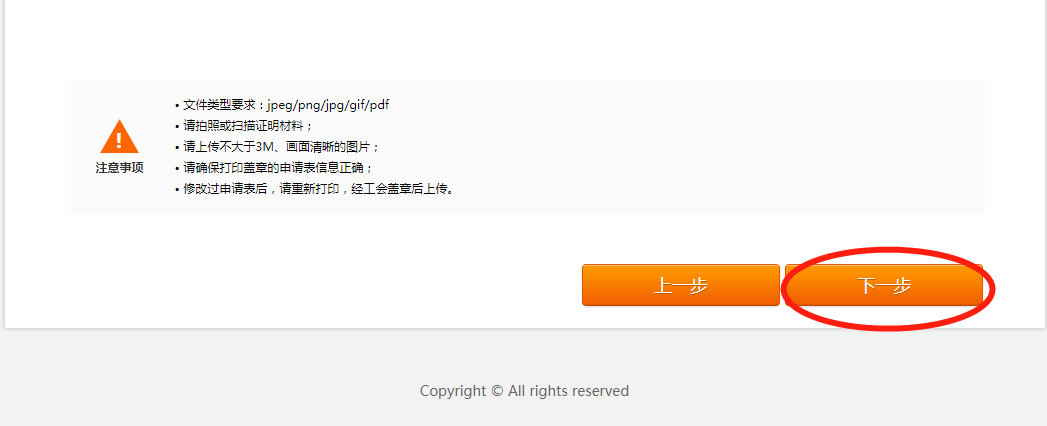 • 文件类型要求：jpeg/png/jpg/gif/pdf
• 请拍照或扫描证明材料；
• 请上传不大于3M、画面清晰的图片；
• 请确保打印盖章的申请表信息正确；
• 修改过申请表后，请重新打印，经工会盖章后上传。
注意事项
上一步
下一步
Copyright © All rights reserved